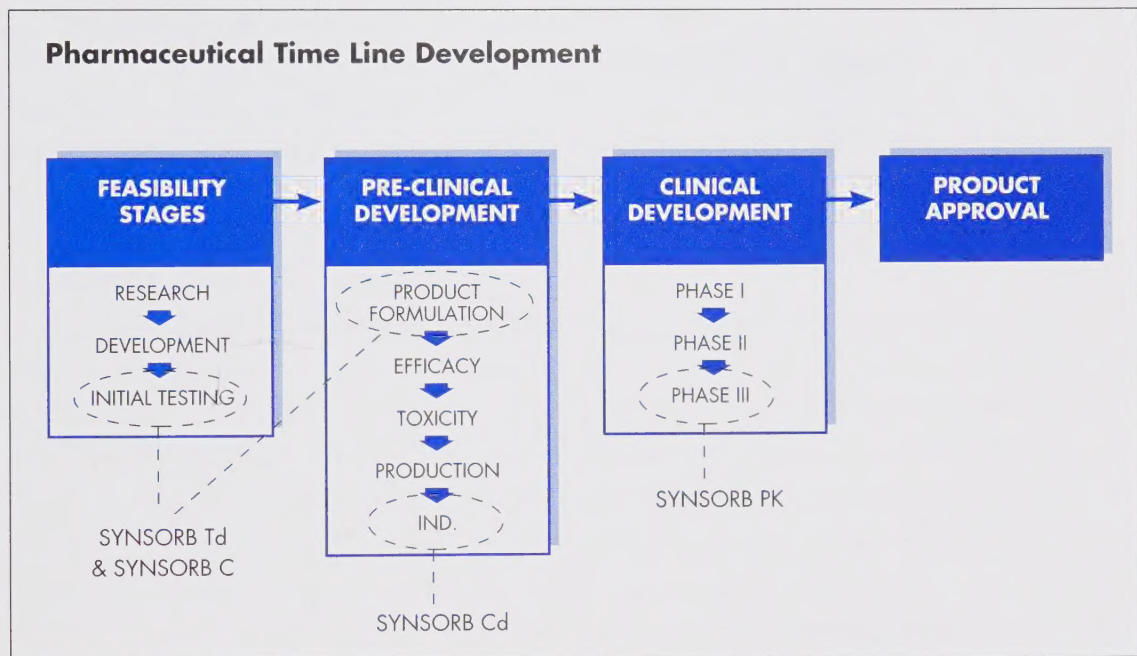 Pharmaceutical Time Line Development
FEASIBILITY
STAGES
RESEARCH
DEVELOPMENT
INITIAL TESTING
SYNSORB Td
& SYNSORB C
PRE-CLINICAL
DEVELOPMENT
PRODUCT
FORMULATION
EFFICACY
TOXICITY
PRODUCTION
IND.
SYNSORB Cd
CLINICAL
DEVELOPMENT
PHASE I
PHASE II
PHASE III
SYNSORB PK
PRODUCT
APPROVAL